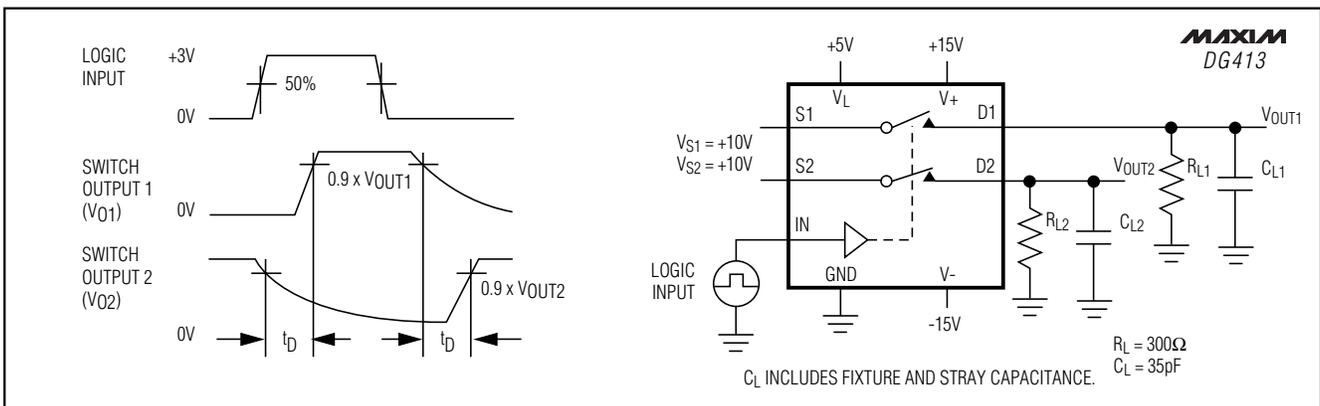 LOGIC
INPUT
+3V
0V
50%
SWITCH
OUTPUT 1
(VO1)
0V
0.9 x VOUT1
SWITCH
OUTPUT 2
(VO2)
0V
0.9 x VOUT2
tD
tD
MAXIM
DG413
+5V
+15V
VL
V+
S1
D1
VOUT1
VS1 = +10V
VS2 = +10V
S2
D2
VOUT2
RL1
CL1
RL2
CL2
IN
LOGIC
INPUT
GND
V-
-15V
RL = 300Ω
CL = 35pF
CL INCLUDES FIXTURE AND STRAY CAPACITANCE.